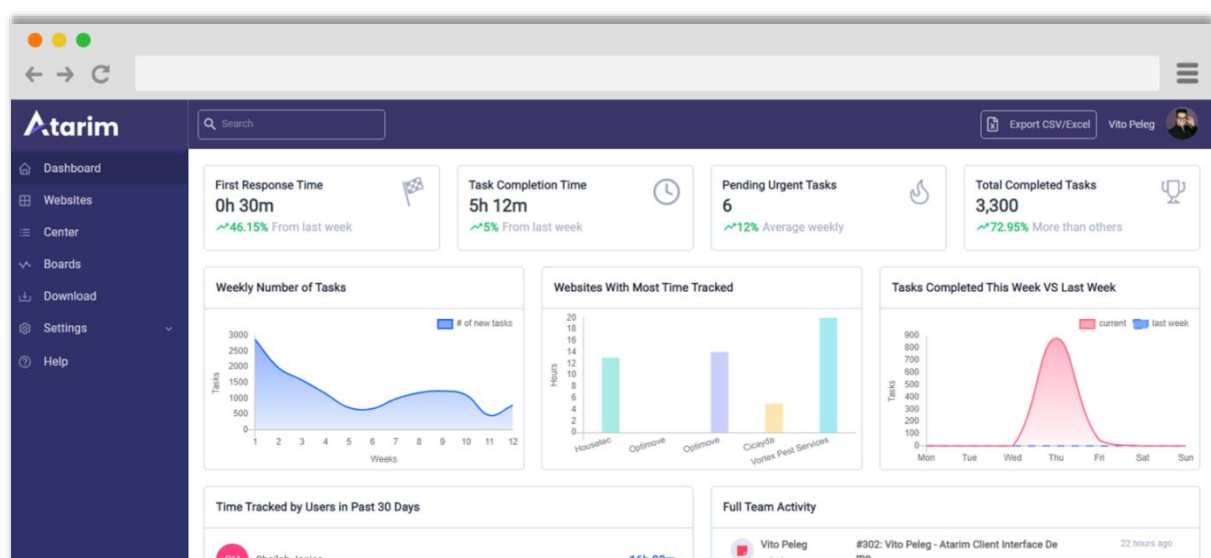 Atarim
Search
Export CSV/Excel
Vito Peleg
Dashboard
Websites
Center
Boards
Download
Settings
Help
First Response Time
0h 30m
46.15% From last week
Task Completion Time
5h 12m
5% From last week
Pending Urgent Tasks
6
12% Average weekly
Total Completed Tasks
3,300
72.95% More than others
Weekly Number of Tasks
# of new tasks
3000
2500
2000
1500
1000
500
0
Tasks
1 2 3 4 5 6 7 8 9 10 11 12
Weeks
Websites With Most Time Tracked
20
18
16
14
12
10
8
6
4
2
0
Hours
Houselec Optimove Optimove Cicayda Vortex Pest Services
Tasks Completed This Week VS Last Week
current last week
900
800
700
600
500
400
300
200
100
0
Tasks
Mon Tue Wed Thu Fri Sat Sun
Time Tracked by Users in Past 30 Days
Full Team Activity
Vito Peleg
#302: Vito Peleg - Atarim Client Interface De
22 hours ago